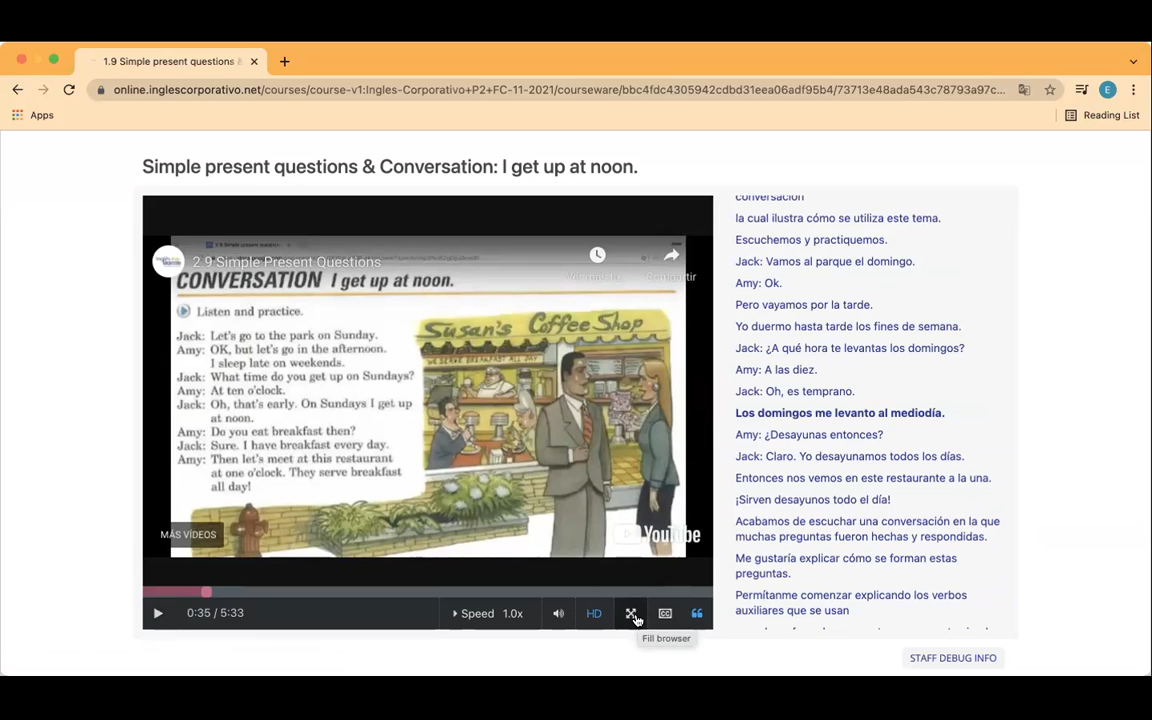 1.9 Simple present questions &
online.inglescorporativo.net/courses/course-v1:Ingles-Corporativo+P2+FC-11-2021/courseware/bbc4fdc4305942cdbd31eea06adf95b4/73713e48ada543c78793a97c...
E
Apps
Reading List
Simple present questions & Conversation: I get up at noon.
2.9 Simple Present Questions
CONVERSATION I get up at noon.
Listen and practice.
Jack: Let's go to the park on Sunday.
Amy: OK, but let's go in the afternoon.
I sleep late on weekends.
Jack: What time do you get up on Sundays?
Amy: At ten o'clock.
Jack: Oh, that's early. On Sundays I get up
at noon.
Amy: Do you eat breakfast then?
Jack: Sure. I have breakfast every day.
Amy: Then let's meet at this restaurant
at one o'clock. They serve breakfast
all day!
Susan's Coffee Shop
WE SERVE BREAKFAST ALL DAY
MÁS VÍDEOS
YouTube
0:35 / 5:33
Speed 1.0x
HD
CC
Fill browser
conversación
la cual ilustra cómo se utiliza este tema.
Escuchemos y practiquemos.
Jack: Vamos al parque el domingo.
Amy: Ok.
Pero vayamos por la tarde.
Yo duermo hasta tarde los fines de semana.
Jack: ¿A qué hora te levantas los domingos?
Amy: A las diez.
Jack: Oh, es temprano.
Los domingos me levanto al mediodía.
Amy: ¿Desayunas entonces?
Jack: Claro. Yo desayunamos todos los días.
Entonces nos vemos en este restaurante a la una.
¡Sirven desayunos todo el día!
Acabamos de escuchar una conversación en la que
muchas preguntas fueron hechas y respondidas.
Me gustaría explicar cómo se forman estas
preguntas.
Permítanme comenzar explicando los verbos
auxiliares que se usan
STAFF DEBUG INFO